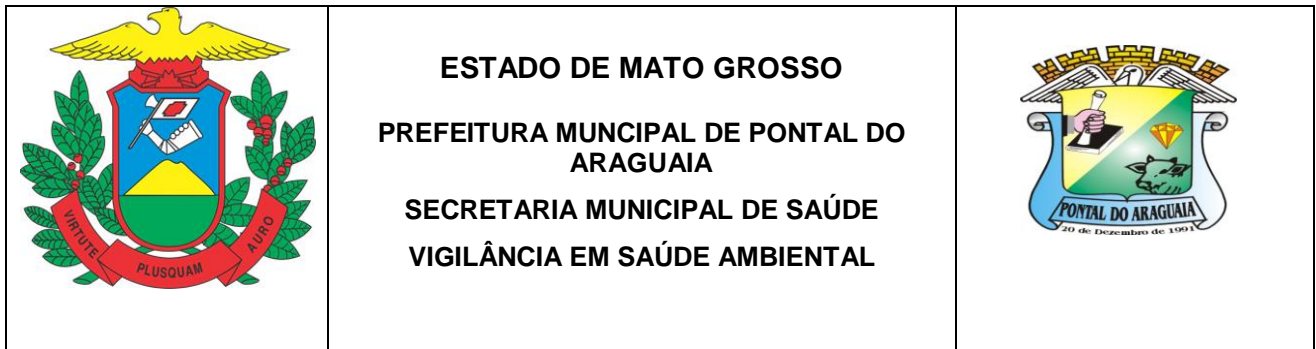 VIRTUTE PLUSQUAM AURO
ESTADO DE MATO GROSSO
PREFEITURA MUNCIPAL DE PONTAL DO
ARAGUAIA
SECRETARIA MUNICIPAL DE SAÚDE
VIGILÂNCIA EM SAÚDE AMBIENTAL
PONTAL DO ARAGUAIA
20 de Dezembro de 1991